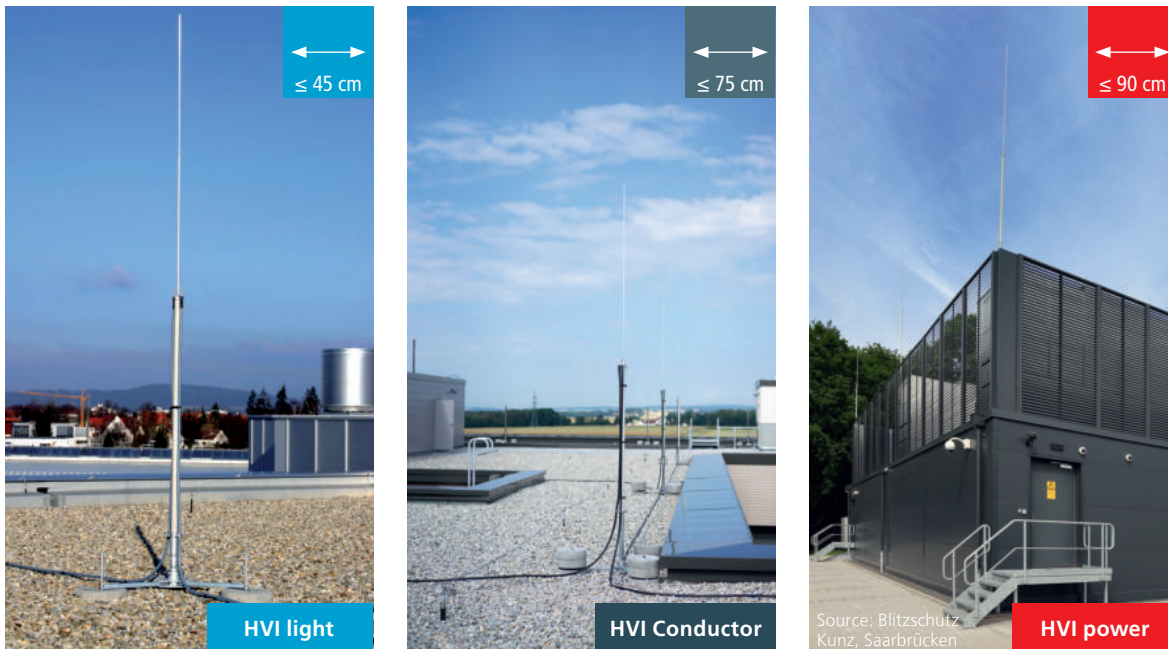 ≤ 45 cm
HVI light
≤ 75 cm
HVI Conductor
≤ 90 cm
Source: Blitzschutz
Kunz, Saarbrücken
HVI power